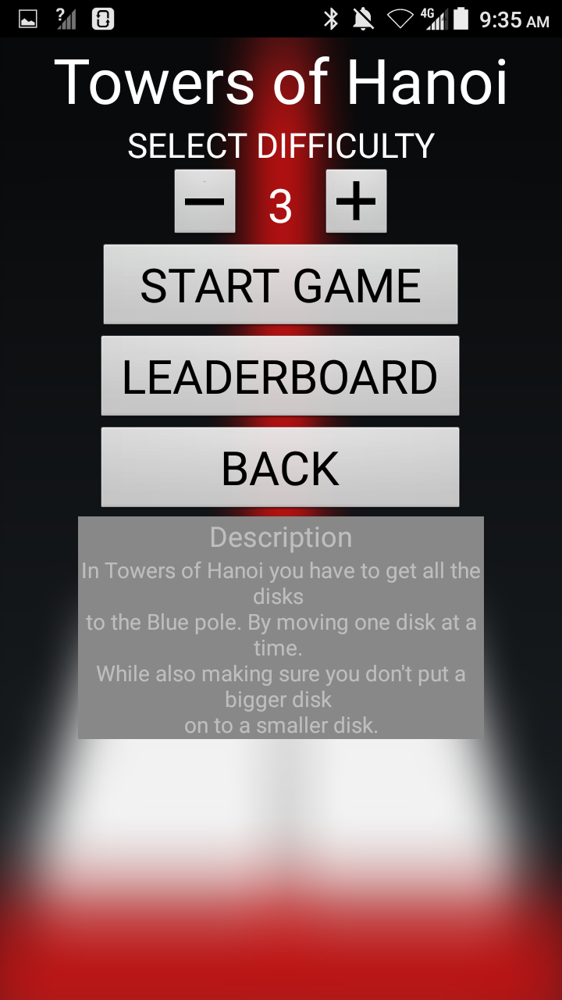 ? 4G 9:35 AM
Towers of Hanoi
SELECT DIFFICULTY
− 3 +
START GAME
LEADERBOARD
BACK
Description
In Towers of Hanoi you have to get all the
disks
to the Blue pole. By moving one disk at a
time.
While also making sure you don't put a
bigger disk
on to a smaller disk.